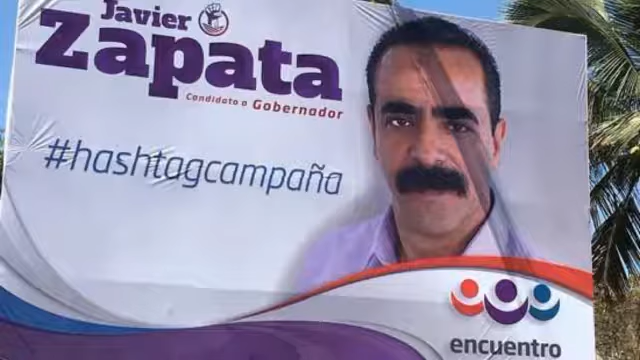 Javier
Zapata
Candidato a Gobernador
#hashtagcampaña
encuentro